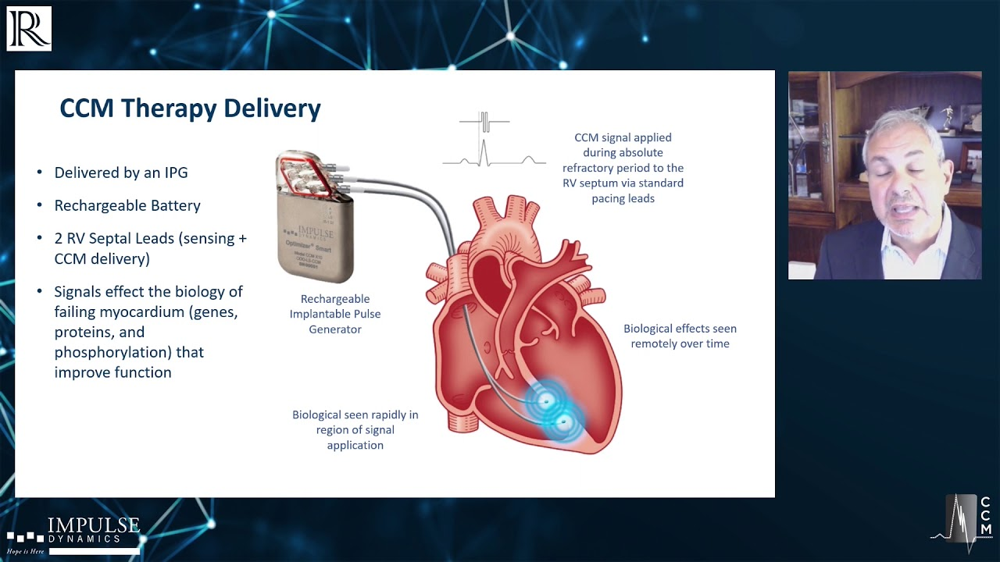 R
CCM Therapy Delivery
• Delivered by an IPG
• Rechargeable Battery
• 2 RV Septal Leads (sensing +
CCM delivery)
• Signals effect the biology of
failing myocardium (genes,
proteins, and
phosphorylation) that
improve function
IMPULSE
DYNAMICS
Optimizer® Smart
Rechargeable
Implantable Pulse
Generator
CCM signal applied
during absolute
refractory period to the
RV septum via standard
pacing leads
Biological effects seen
remotely over time
Biological seen rapidly in
region of signal
application
IMPULSE
DYNAMICS
Hope is Here
CCM